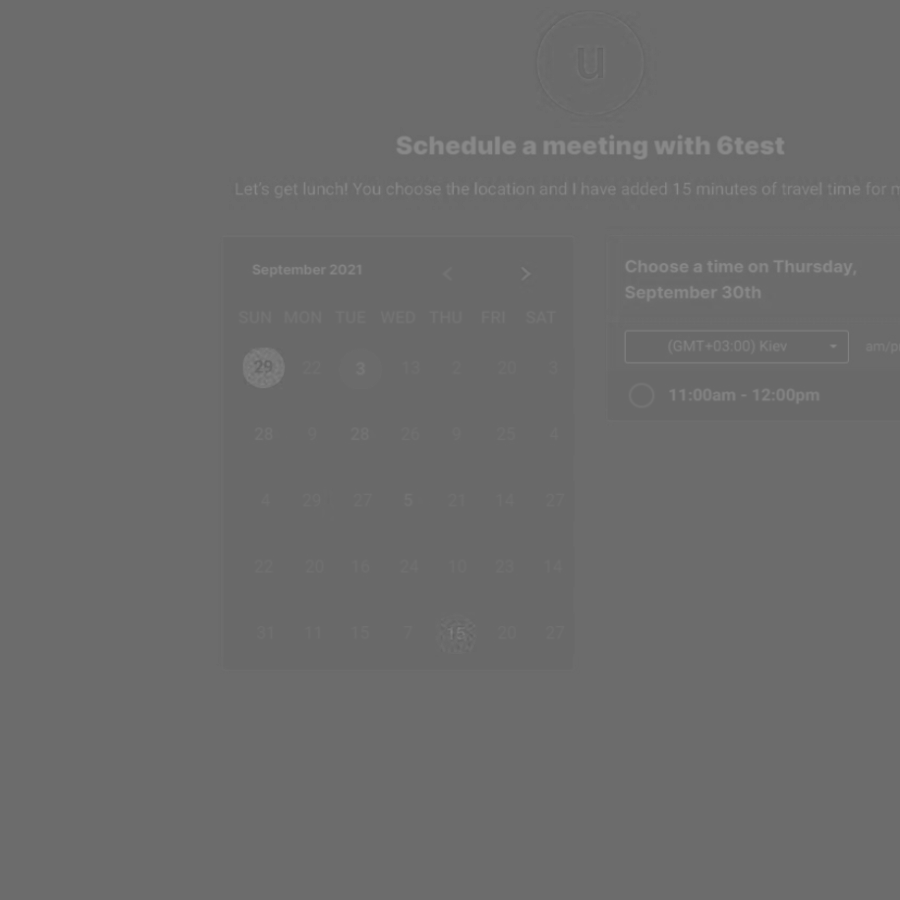 u
Schedule a meeting with 6test
Let's get lunch! You choose the location and I have added 15 minutes of travel time for
September 2021
SUN MON TUE WED THU FRI SAT
29 22 3 13 2 20 3
28 9 28 26 9 25 4
4 29 27 5 21 14 27
22 20 16 24 10 23 14
31 11 15 7 15 20 27
Choose a time on Thursday,
September 30th
(GMT+03:00) Kiev
11:00am - 12:00pm